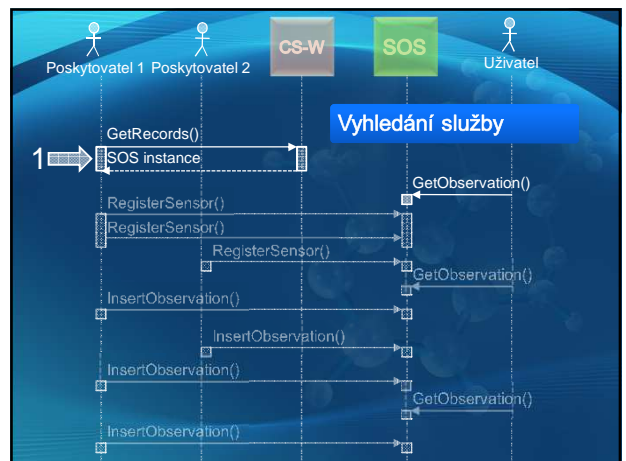 Poskytovatel 1 Poskytovatel 2 CS-W SOS Uživatel
Vyhledání služby
GetRecords()
1 SOS instance
GetObservation()
RegisterSensor()
RegisterSensor()
RegisterSensor()
GetObservation()
InsertObservation()
InsertObservation()
InsertObservation()
GetObservation()
InsertObservation()